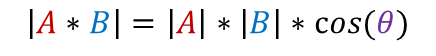 |A * B| = |A| * |B| * cos(θ)